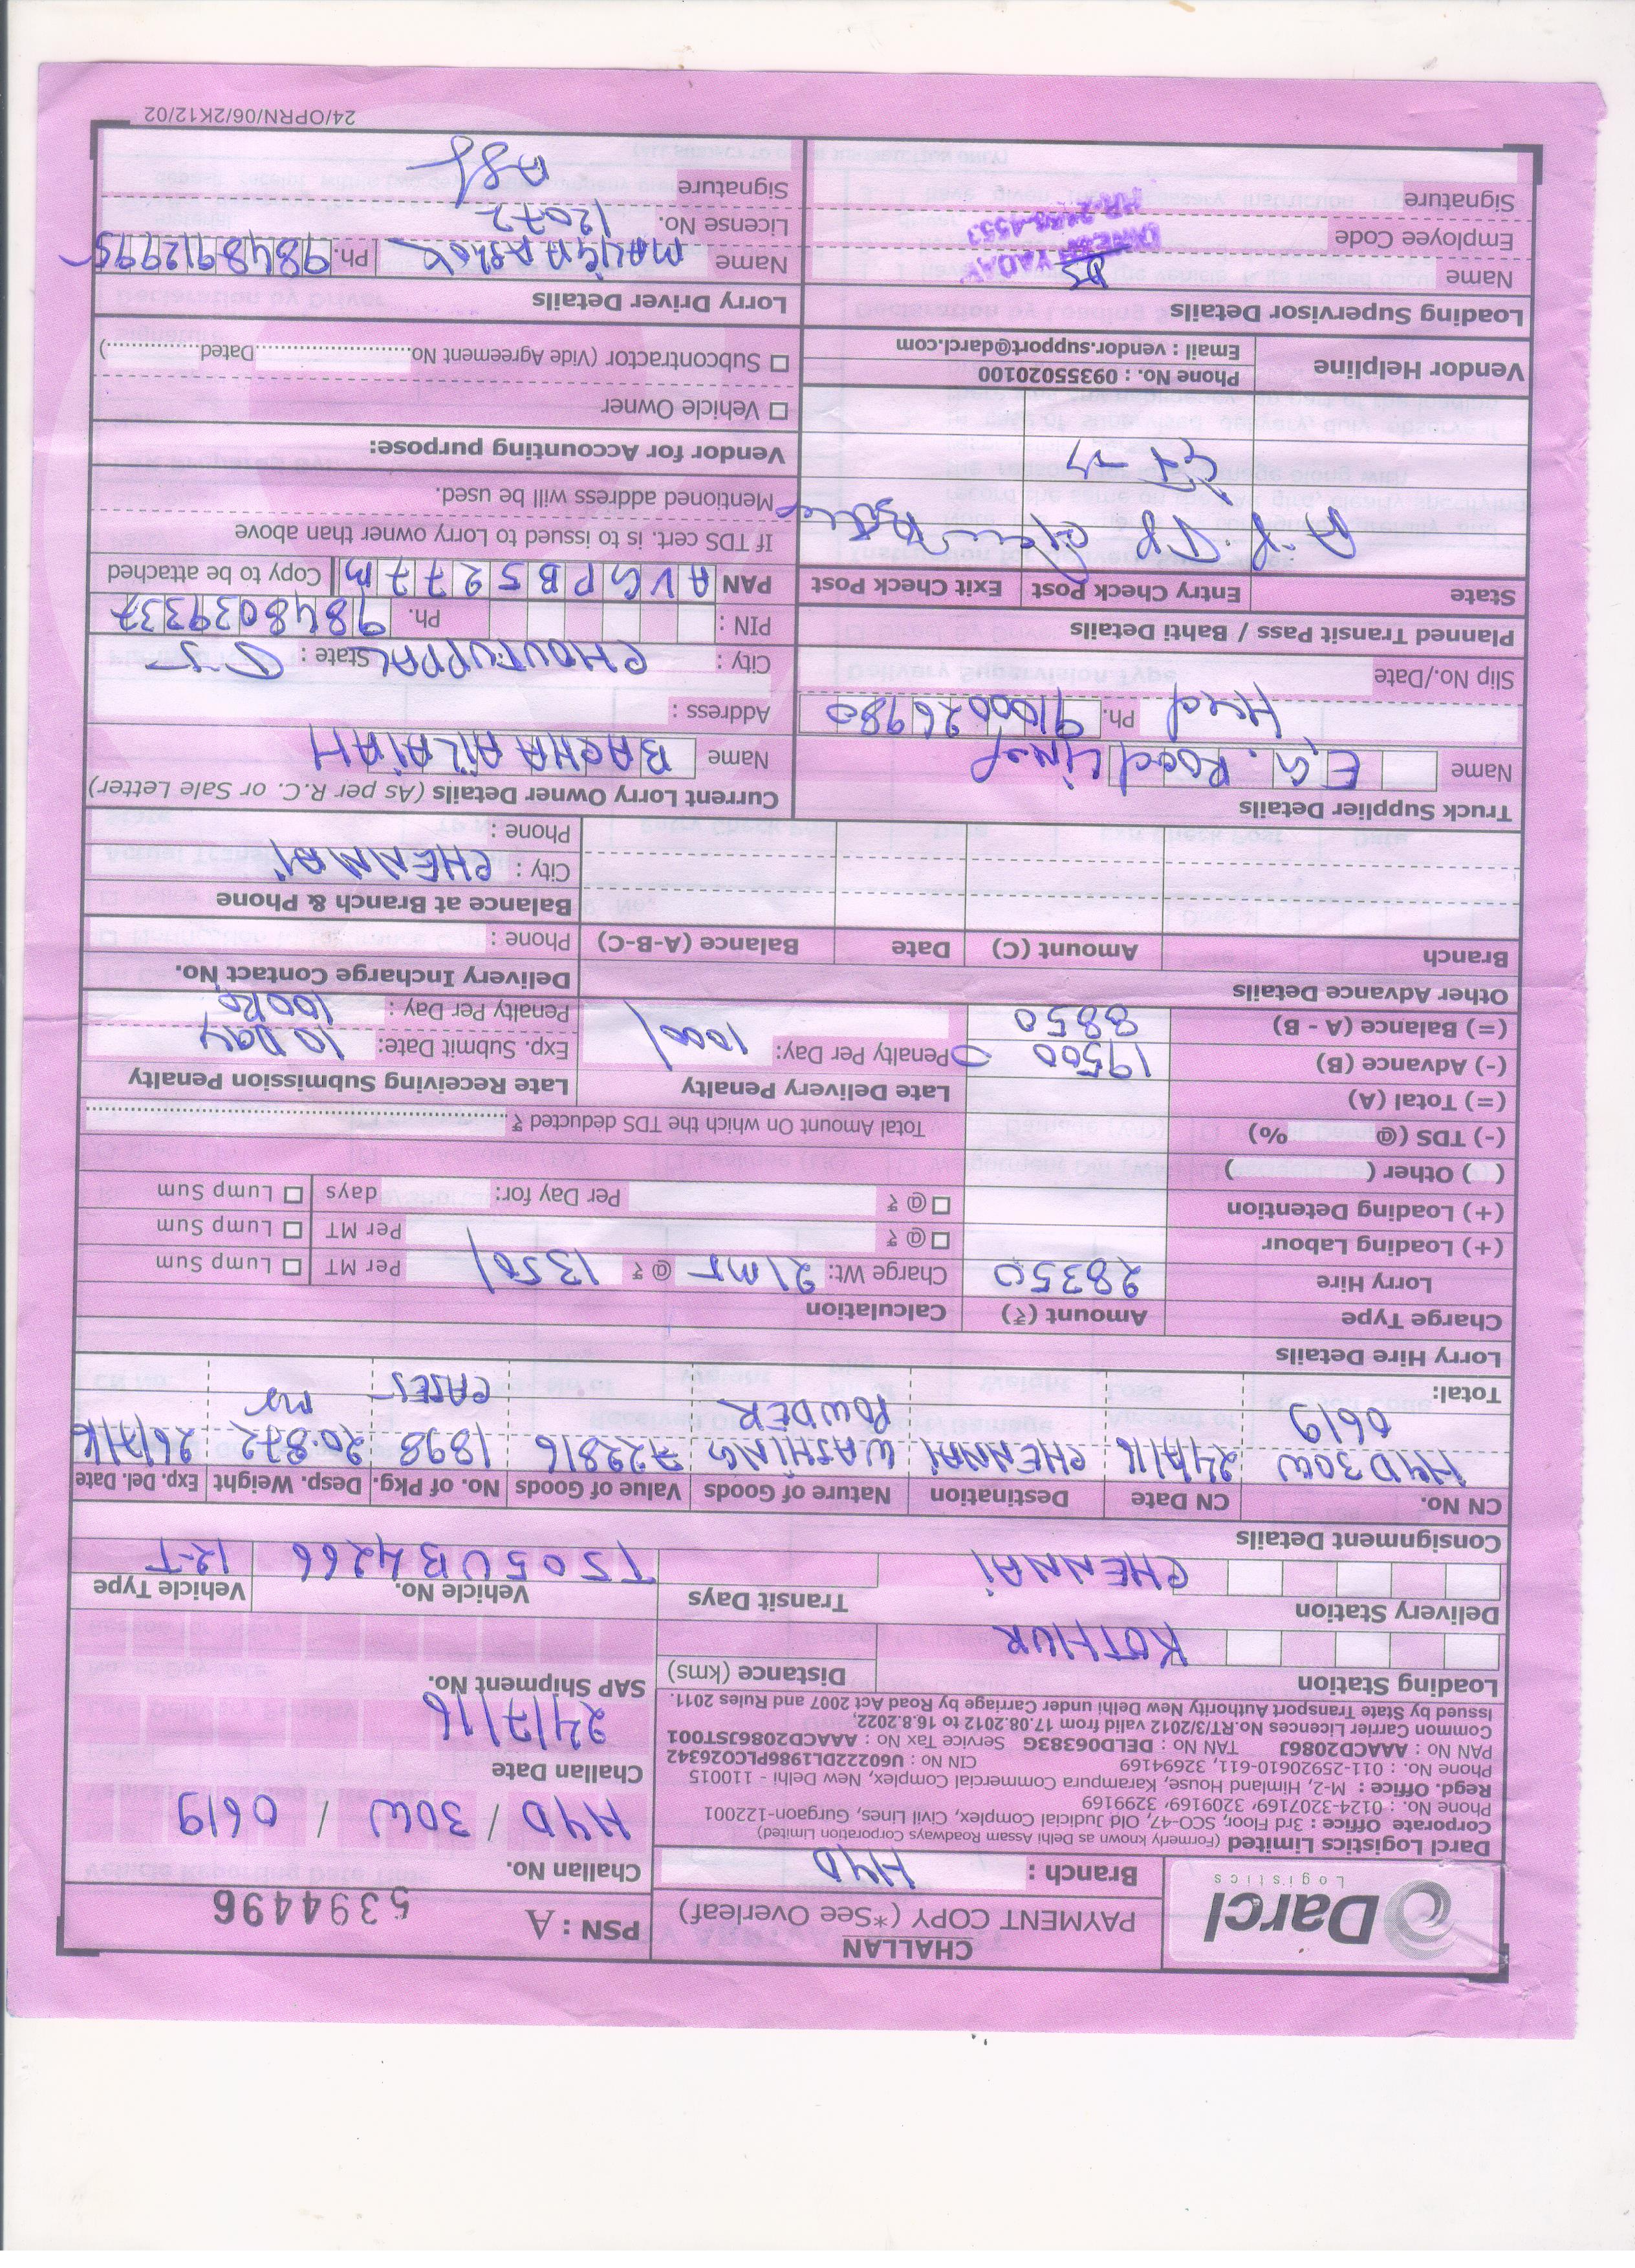 Darcl
Logistics
CHALLAN
PAYMENT COPY (*See Overleaf)
Branch : HYD
PSN : A 5394496
Challan No.
HYD / 30W / 0619
Darcl Logistics Limited (Formerly known as Delhi Assam Roadways Corporation Limited)
Corporate Office : 3rd Floor, SCO-47, Old Judicial Complex, Civil Lines, Gurgaon-122001
Phone No. : 0124-3207169, 3209169, 3299169
Regd. Office : M-2, Himland House, Karampura Commercial Complex, New Delhi - 110015
Phone No. : 011-25920610-611, 32694169 CIN No : U60222DL1986PLC026342
PAN No : AAACD2086J TAN No : DELD06383G Service Tax No : AAACD2086JST001
Common Carrier Licences No.RT/3/2012 valid from 17.08.2012 to 16.8.2022,
Issued by State Transport Authority New Delhi under Carriage by Road Act 2007 and Rules 2011.
Challan Date
24/7/16
SAP Shipment No.
Loading Station Distance (kms)
KOTHUR
Delivery Station Transit Days Vehicle No. Vehicle Type
CHENNAI TS05UB4266 12-T
Consignment Details
CN No. CN Date Destination Nature of Goods Value of Goods No. of Pkg. Desp. Weight Exp. Del. Date
HYD30W 24/7/16 CHENNAI WASHING 722816 1898 20.872 26/7/16
0619 POWDER CASES MT
Total:
Lorry Hire Details
Charge Type Amount (₹) Calculation
Lorry Hire 28350 Charge Wt: 21MT @ ₹ 1350/ Per MT Lump Sum
(+) Loading Labour @ ₹ Per MT Lump Sum
(+) Loading Detention @ ₹ Per Day for: days Lump Sum
( ) Other ( )
(-) TDS (@ %) Total Amount On which the TDS deducted ₹
(=) Total (A) Late Delivery Penalty Late Receiving Submission Penalty
(-) Advance (B) 19500 Penalty Per Day: 1000/ Exp. Submit Date: 10 Day
(=) Balance (A - B) 8850 Penalty Per Day : 100Rs
Other Advance Details Delivery Incharge Contact No.
Branch Amount (C) Date Balance (A-B-C) Phone :
Balance at Branch & Phone
City : CHENNAI
Phone :
Truck Supplier Details
Name E.G. Road Lines
Ph. 9100026980
Slip No./Date
Current Lorry Owner Details (As per R.C. or Sale Letter)
Name BACHA AILAIAH
Address :
City : CHOUTUPPAL State :
PIN : Ph. 9848039337
PAN AVGPB5277M Copy to be attached
If TDS cert. is to issued to Lorry owner than above
Mentioned address will be used.
Planned Transit Pass / Bahti Details
State Entry Check Post Exit Check Post
A.P. TP
Vendor for Accounting purpose:
Vehicle Owner
Subcontractor (Vide Agreement No. Dated )
Vendor Helpline Phone No. : 09355020100
Email : vendor.support@darcl.com
Loading Supervisor Details
Name
YADAV
Employee Code
Signature
Lorry Driver Details
Name Ph. 9848912995
License No. 12072
Signature
24/OPRN/06/2K12/02